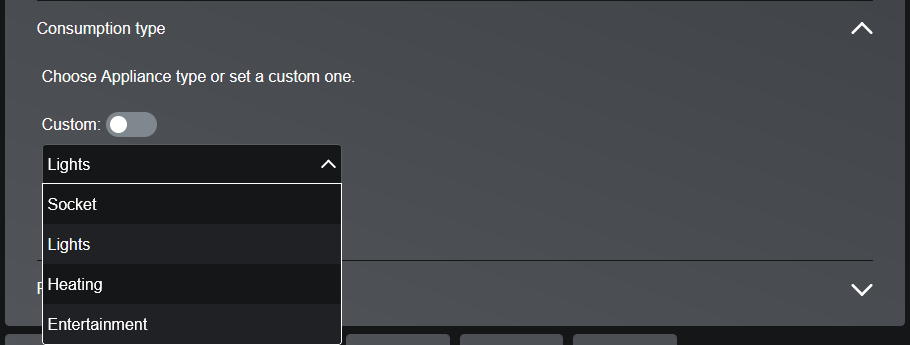 Consumption type
Choose Appliance type or set a custom one.
Custom:
Lights
Socket
Lights
Heating
Entertainment